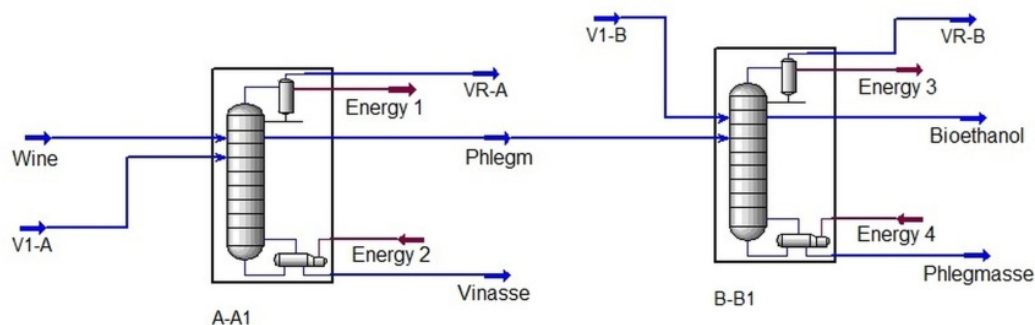 V1-B
VR-B
VR-A
Energy 1
Energy 3
Wine
Phlegm
Bioethanol
V1-A
Energy 2
Energy 4
Vinasse
Phlegmasse
A-A1
B-B1